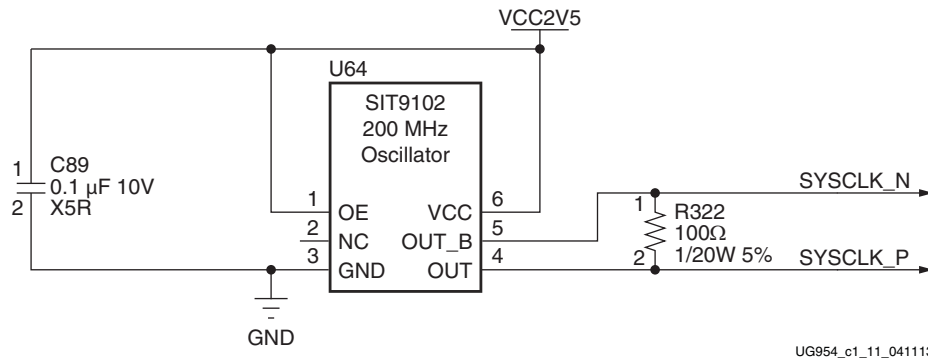 VCC2V5
U64
SIT9102
200 MHz
Oscillator
1
C89
0.1 µF 10V
2
X5R
1
OE
VCC
6
2
NC
OUT_B
5
3
GND
OUT
4
GND
SYSCLK_N
1
R322
100Ω
1/20W 5%
2
SYSCLK_P
UG954_c1_11_041113